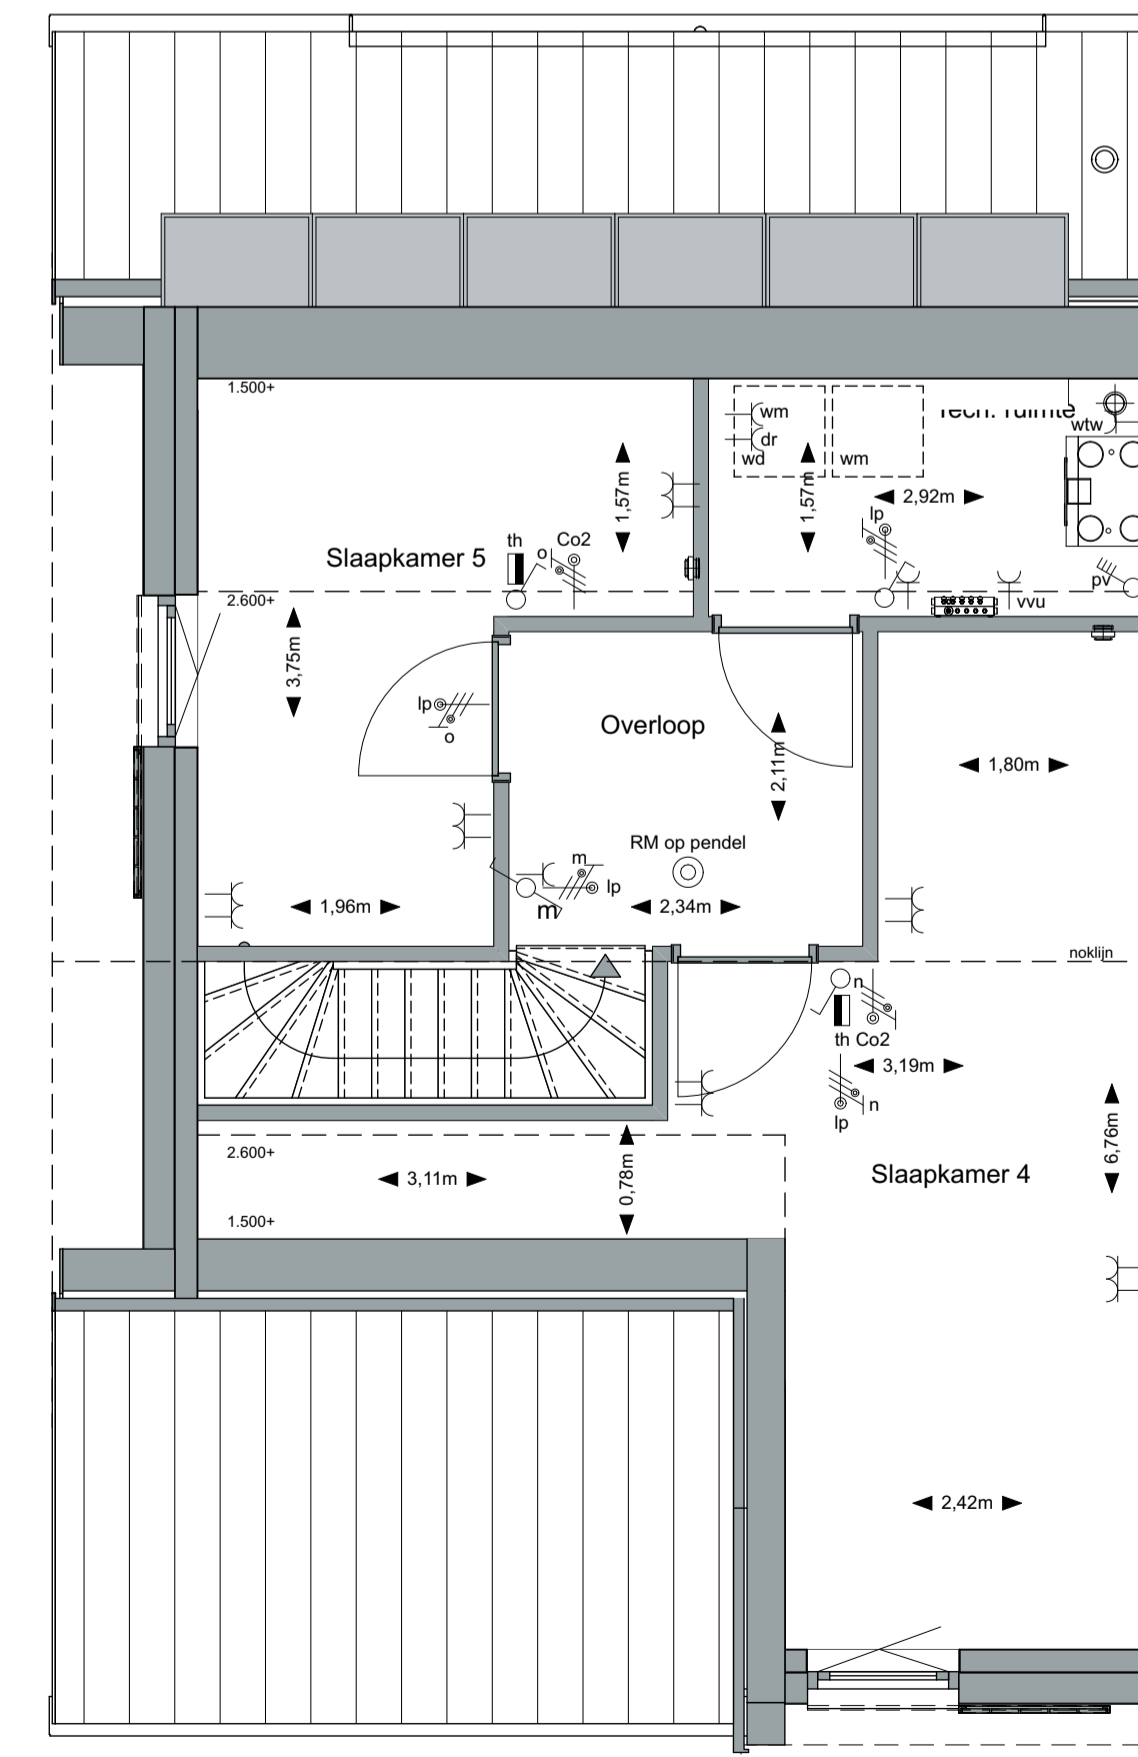 1.500+
wm
dr
wd
wm
Tech. ruimte
wtw
1,57m
1,57m
2,92m
lp
th
o
Co2
Slaapkamer 5
pv
vvu
2.600+
3,75m
lp
o
Overloop
2,11m
1,80m
RM op pendel
m
lp
m
1,96m
2,34m
noklijn
n
th Co2
3,19m
n
lp
2.600+
3,11m
0,78m
6,76m
Slaapkamer 4
1.500+
2,42m